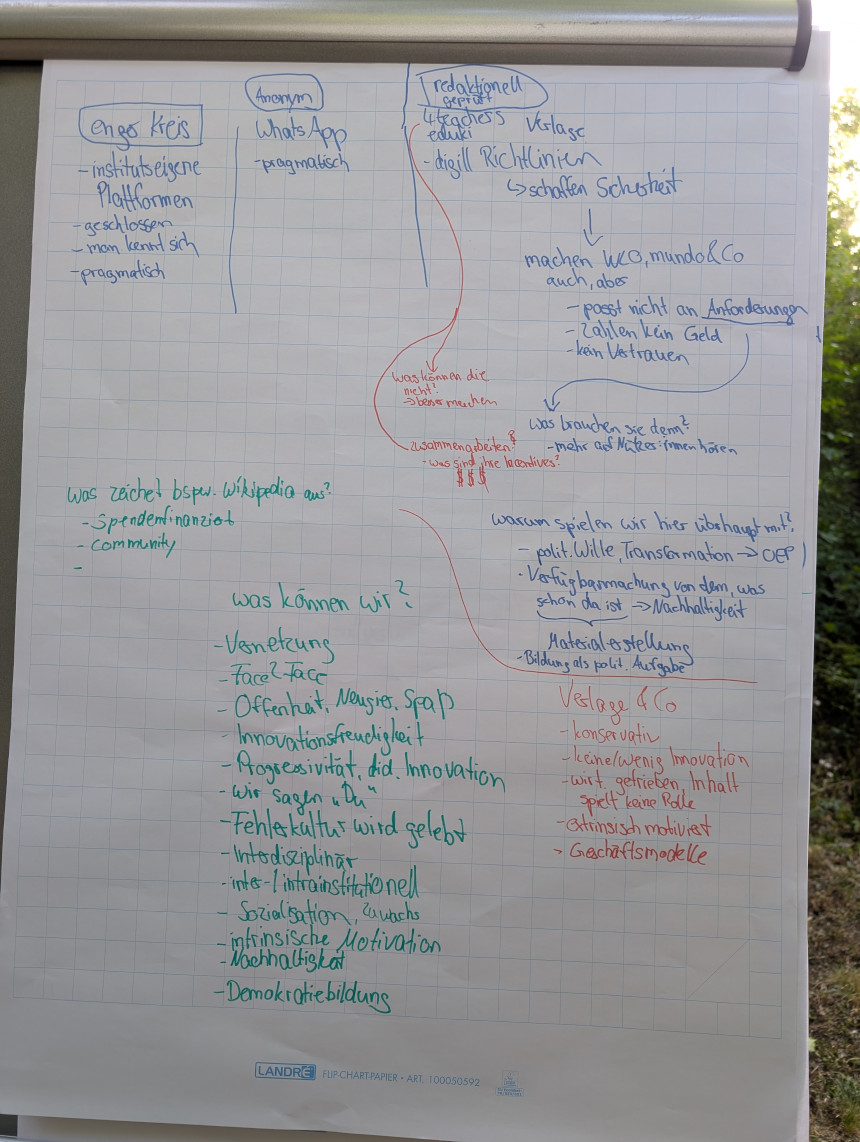 enger Kreis
- institutseigene
Plattformen
- geschlossen
- man kennt sich
- pragmatisch
Anonym
WhatsApp
- pragmatisch
redaktionell
geprüft
4teachers
eduki
Verlage
- digill Richtlinien
↳ schaffen Sicherheit
machen WLO, mundo & Co
auch, aber
- passt nicht an Anforderungen
- zahlen kein Geld
- kein Vertrauen
was brauchen sie denn?
- mehr auf Nutzer:innen hören
was können die
nicht?
→ besser machen
zusammenarbeiten?
- was sind ihre Incentives?
$ $ $
was zeichet bspw. Wikipedia aus?
- Spendenfinanziert
- Community
-
warum spielen wir hier überhaupt mit?
- polit. Wille, Transformation → OEP
- Verfügbarmachung von dem, was
schon da ist → Nachhaltigkeit
Materialerstellung
- Bildung als polit. Aufgabe
was können wir?
- Vernetzung
- Face2Face
- Offenheit, Neugier, Spaß
- Innovationsfreudigkeit
- Progressivität, did. Innovation
- wir sagen „Du“
- Fehlerkultur wird gelebt
- Interdisziplinär
- inter-/intrainstitutionell
- Sozialisation, Zuwachs
- intrinsische Motivation
- Nachhaltigkeit
- Demokratiebildung
Verlage & Co
- konservativ
- keine/wenig Innovation
- wirt. getrieben, Inhalt
spielt keine Rolle
- extrinsisch motiviert
> Geschäftsmodelle
LANDRÉ FLIP-CHART-PAPIER • ART. 100050592